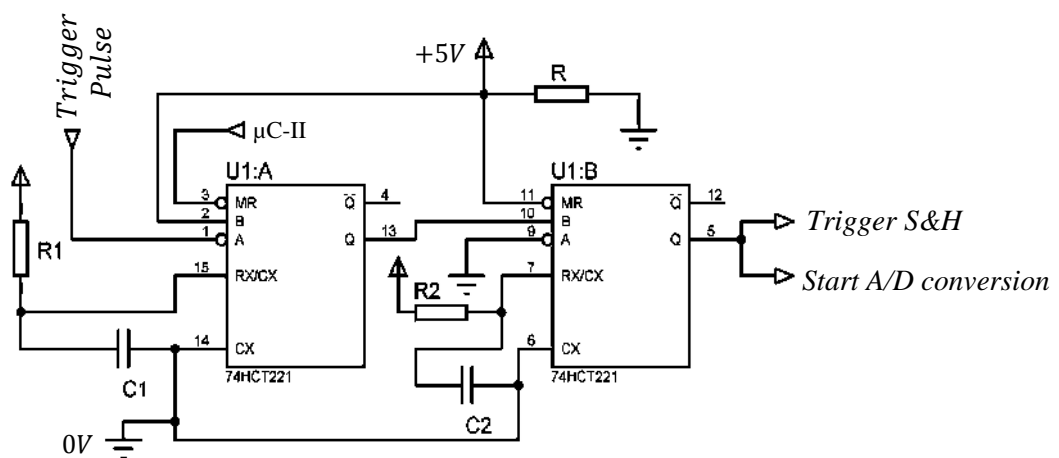 Trigger
Pulse
+5V
R
μC-II
U1:A
U1:B
3
MR
Q
4
2
B
1
A
Q
13
R1
15
RX/CX
14
CX
74HCT221
C1
0V
11
MR
Q
12
10
B
9
A
Q
5
7
RX/CX
R2
6
CX
74HCT221
C2
Trigger S&H
Start A/D conversion